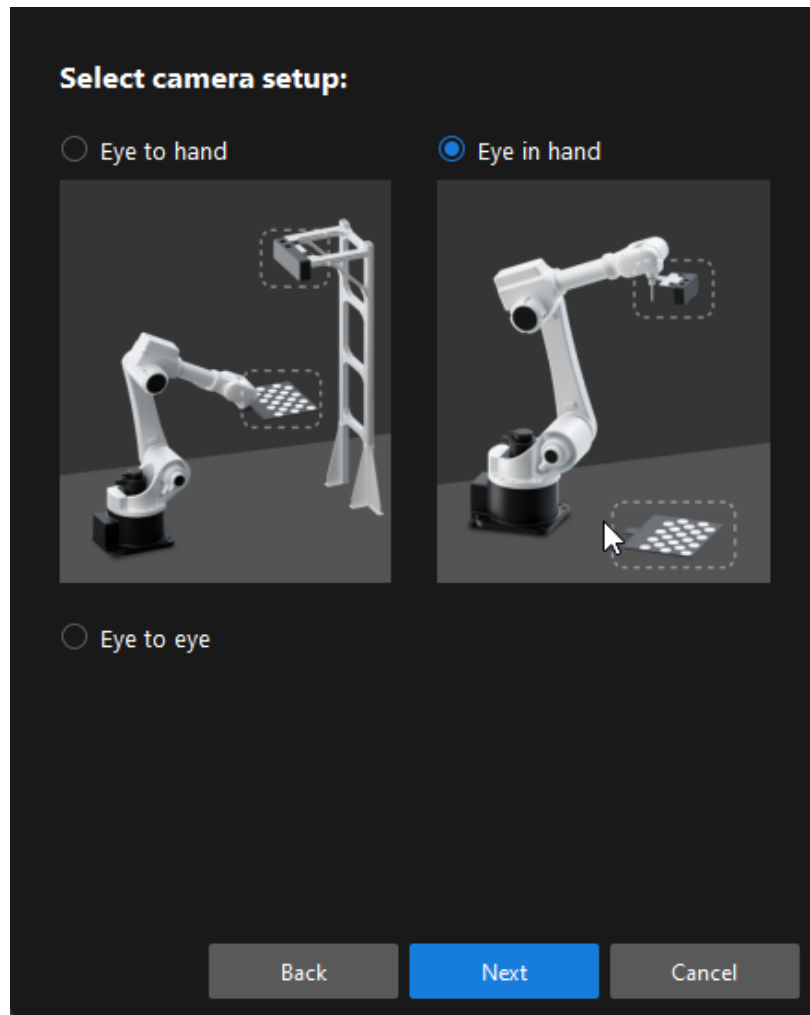 Select camera setup:
Eye to hand
Eye in hand
Eye to eye
Back
Next
Cancel